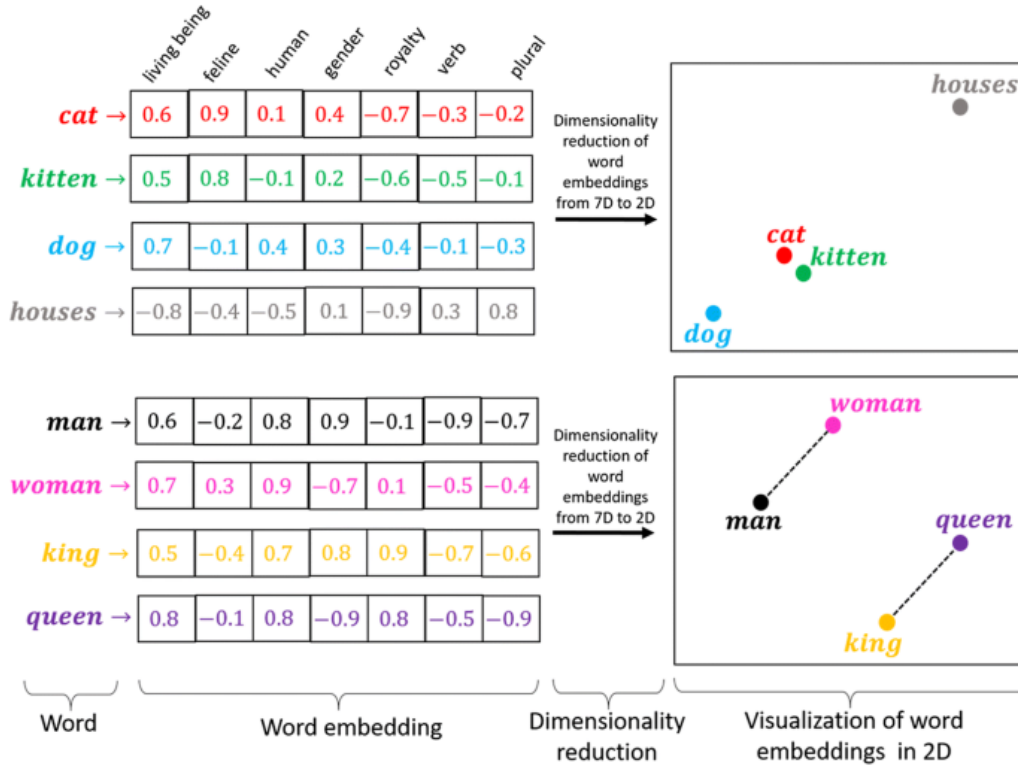 living being feline human gender royalty verb plural
cat → 0.6 0.9 0.1 0.4 −0.7 −0.3 −0.2
kitten → 0.5 0.8 −0.1 0.2 −0.6 −0.5 −0.1
dog → 0.7 −0.1 0.4 0.3 −0.4 −0.1 −0.3
houses → −0.8 −0.4 −0.5 0.1 −0.9 0.3 0.8
Dimensionality
reduction of
word
embeddings
from 7D to 2D
houses
cat
kitten
dog
man → 0.6 −0.2 0.8 0.9 −0.1 −0.9 −0.7
woman → 0.7 0.3 0.9 −0.7 0.1 −0.5 −0.4
king → 0.5 −0.4 0.7 0.8 0.9 −0.7 −0.6
queen → 0.8 −0.1 0.8 −0.9 0.8 −0.5 −0.9
Dimensionality
reduction of
word
embeddings
from 7D to 2D
woman
man
queen
king
Word
Word embedding
Dimensionality
reduction
Visualization of word
embeddings in 2D